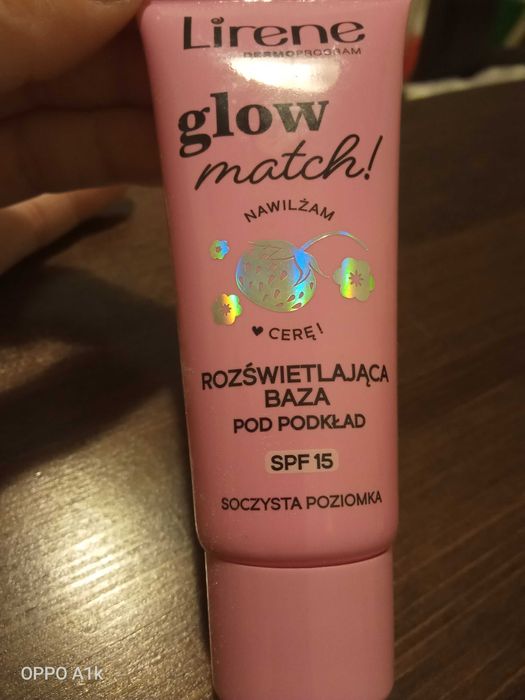 Lirene
DERMOPROGRAM
glow
match!
NAWILŻAM
♥ CERĘ!
ROZŚWIETLAJĄCA
BAZA
POD PODKŁAD
SPF 15
SOCZYSTA POZIOMKA
OPPO A1k